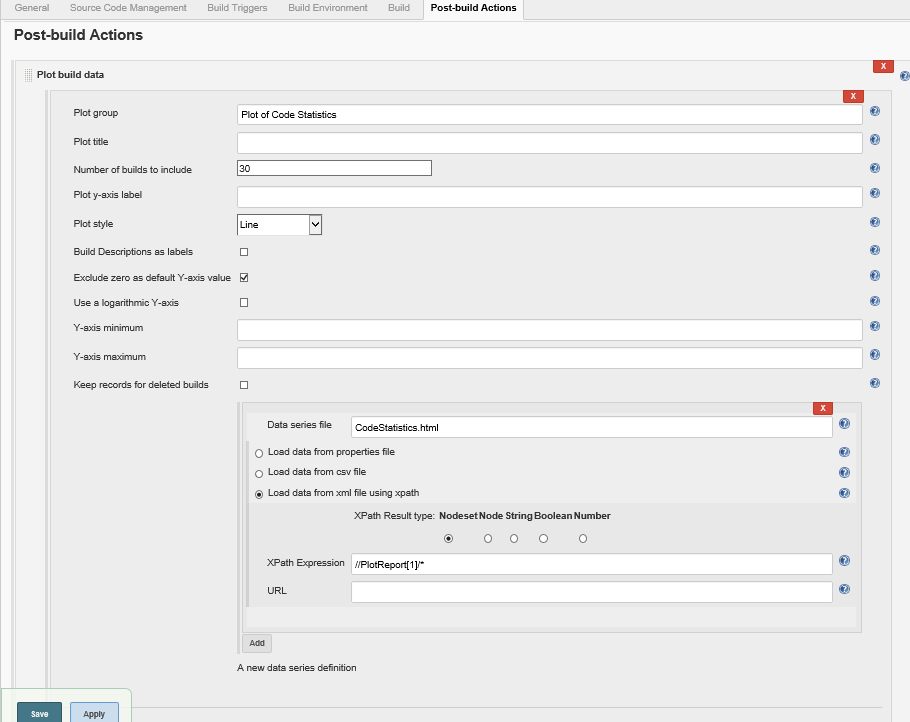 General Source Code Management Build Triggers Build Environment Build Post-build Actions
Post-build Actions
X
Plot build data
X
Plot group Plot of Code Statistics
Plot title
Number of builds to include 30
Plot y-axis label
Plot style Line
Build Descriptions as labels
Exclude zero as default Y-axis value
Use a logarithmic Y-axis
Y-axis minimum
Y-axis maximum
Keep records for deleted builds
X
Data series file CodeStatistics.html
Load data from properties file
Load data from csv file
Load data from xml file using xpath
XPath Result type: Nodeset Node String Boolean Number
XPath Expression //PlotReport[1]/*
URL
Add
A new data series definition
Save Apply